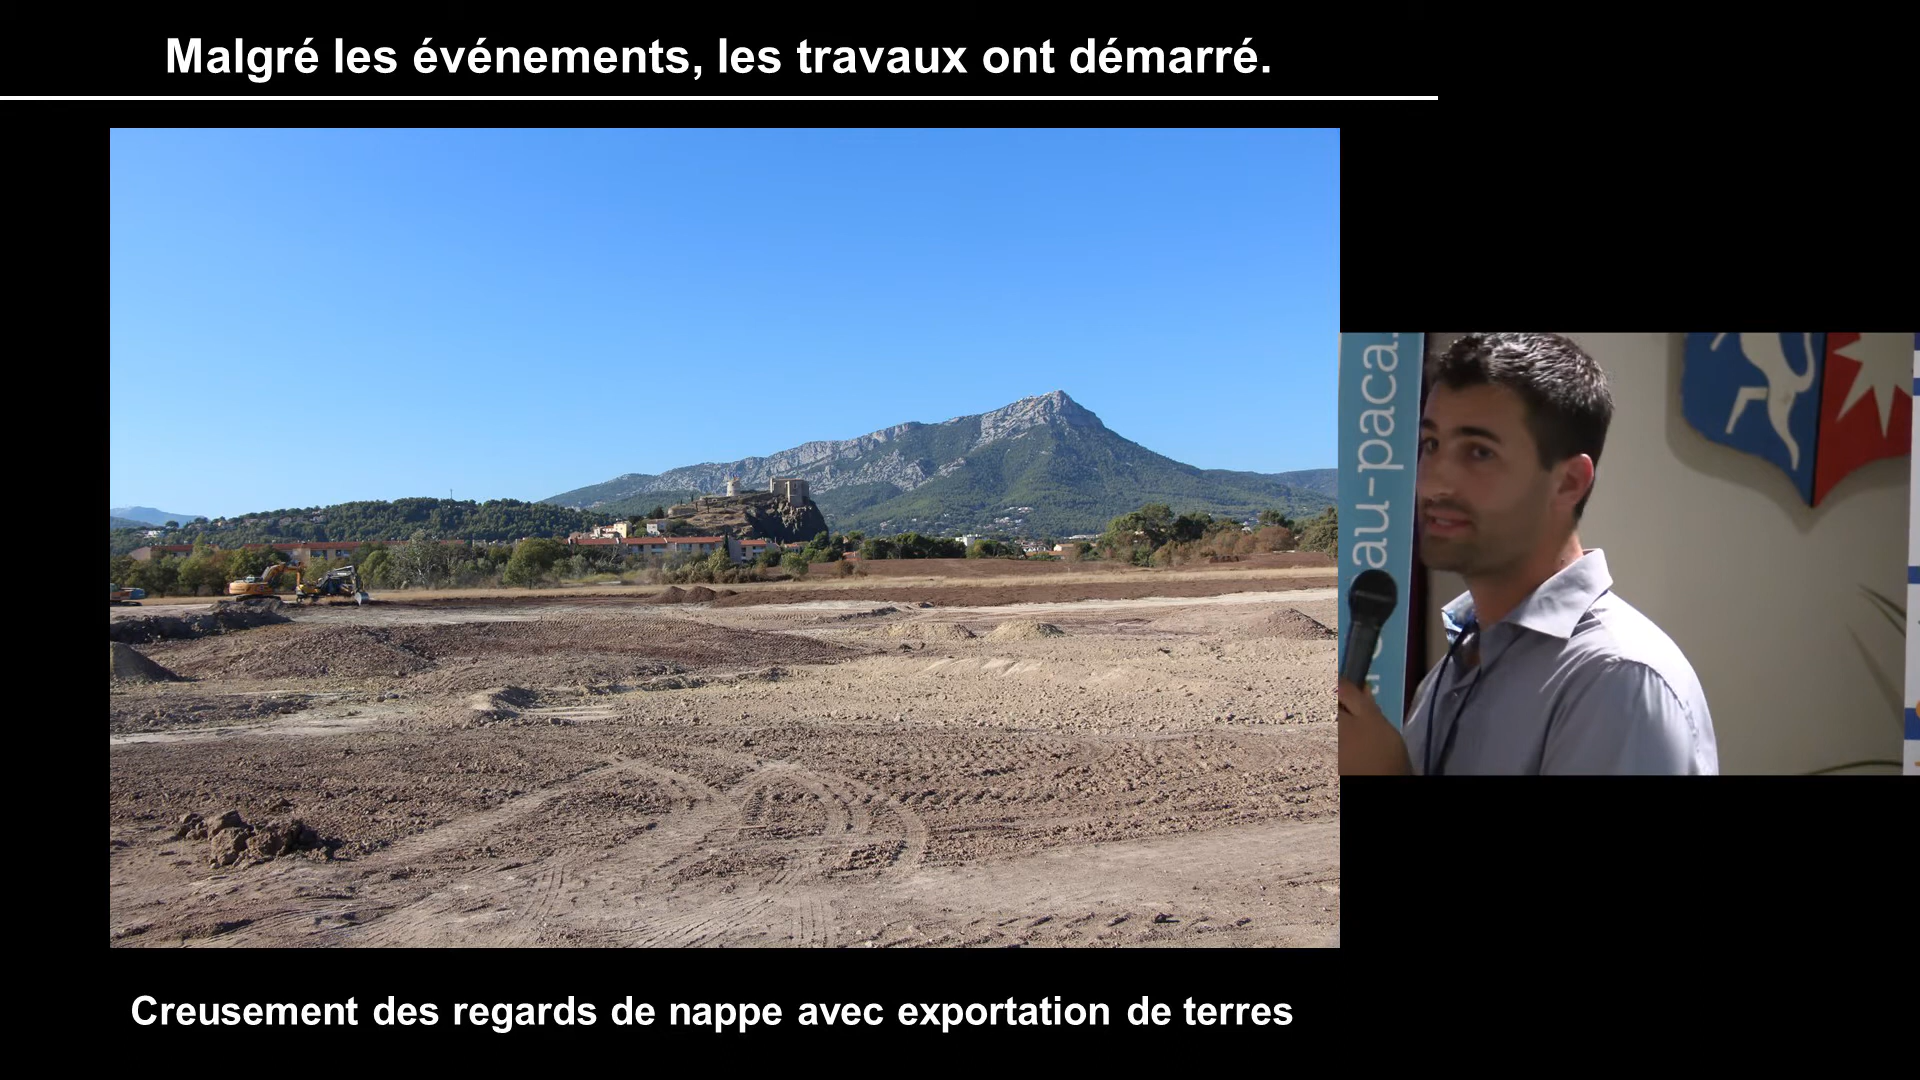 Malgré les événements, les travaux ont démarré.
au-paca.
Creusement des regards de nappe avec exportation de terres